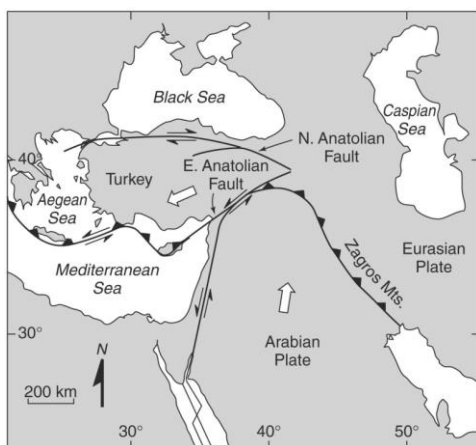 Black Sea
Caspian
Sea
N. Anatolian
Fault
40°
Turkey
E. Anatolian
Fault
Aegean
Sea
Mediterranean
Sea
Zagros Mts.
Eurasian
Plate
30°
Arabian
Plate
N
200 km
30°
40°
50°